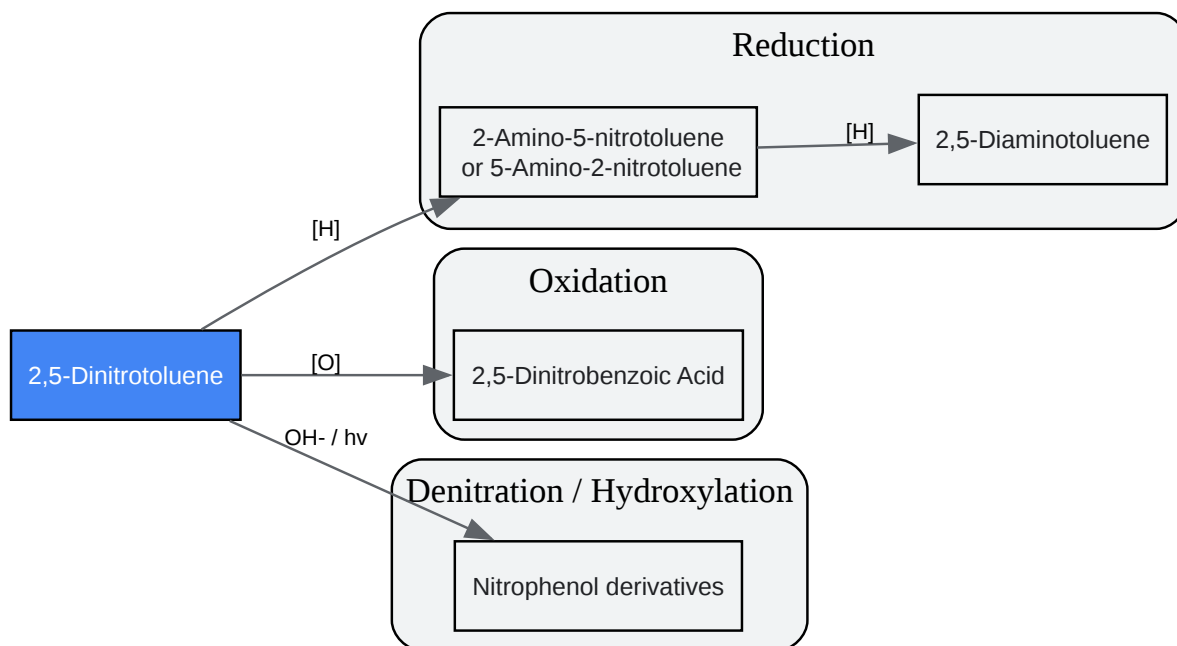 Reduction
2-Amino-5-nitrotoluene
or 5-Amino-2-nitrotoluene
[H]
2,5-Diaminotoluene
[H]
Oxidation
2,5-Dinitrotoluene
[O]
2,5-Dinitrobenzoic Acid
OH- / hv
Denitration / Hydroxylation
Nitrophenol derivatives